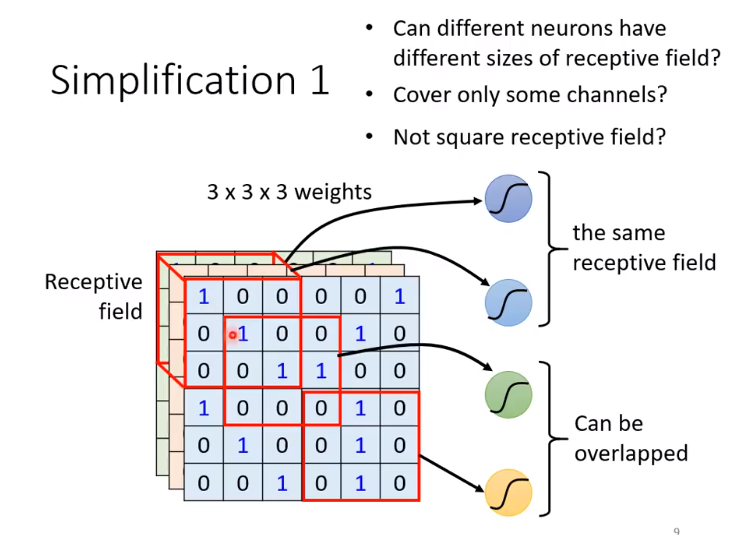 Simplification 1
• Can different neurons have
different sizes of receptive field?
• Cover only some channels?
• Not square receptive field?
3 x 3 x 3 weights
the same
receptive field
Receptive
field
1 0 0 0 0 1
0 1 0 0 1 0
0 0 1 1 0 0
1 0 0 0 1 0
0 1 0 0 1 0
0 0 1 0 1 0
Can be
overlapped
9